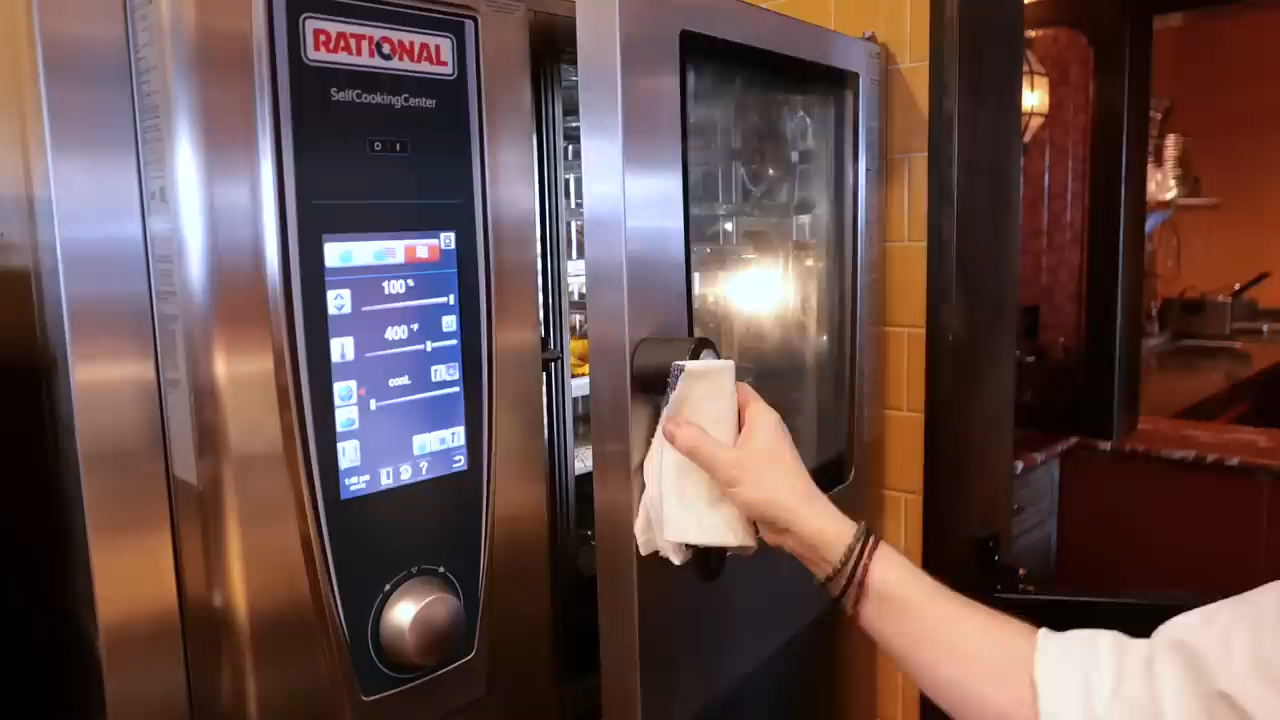 RATIONAL
SelfCookingCenter
100 %
400 °F
cont.
?